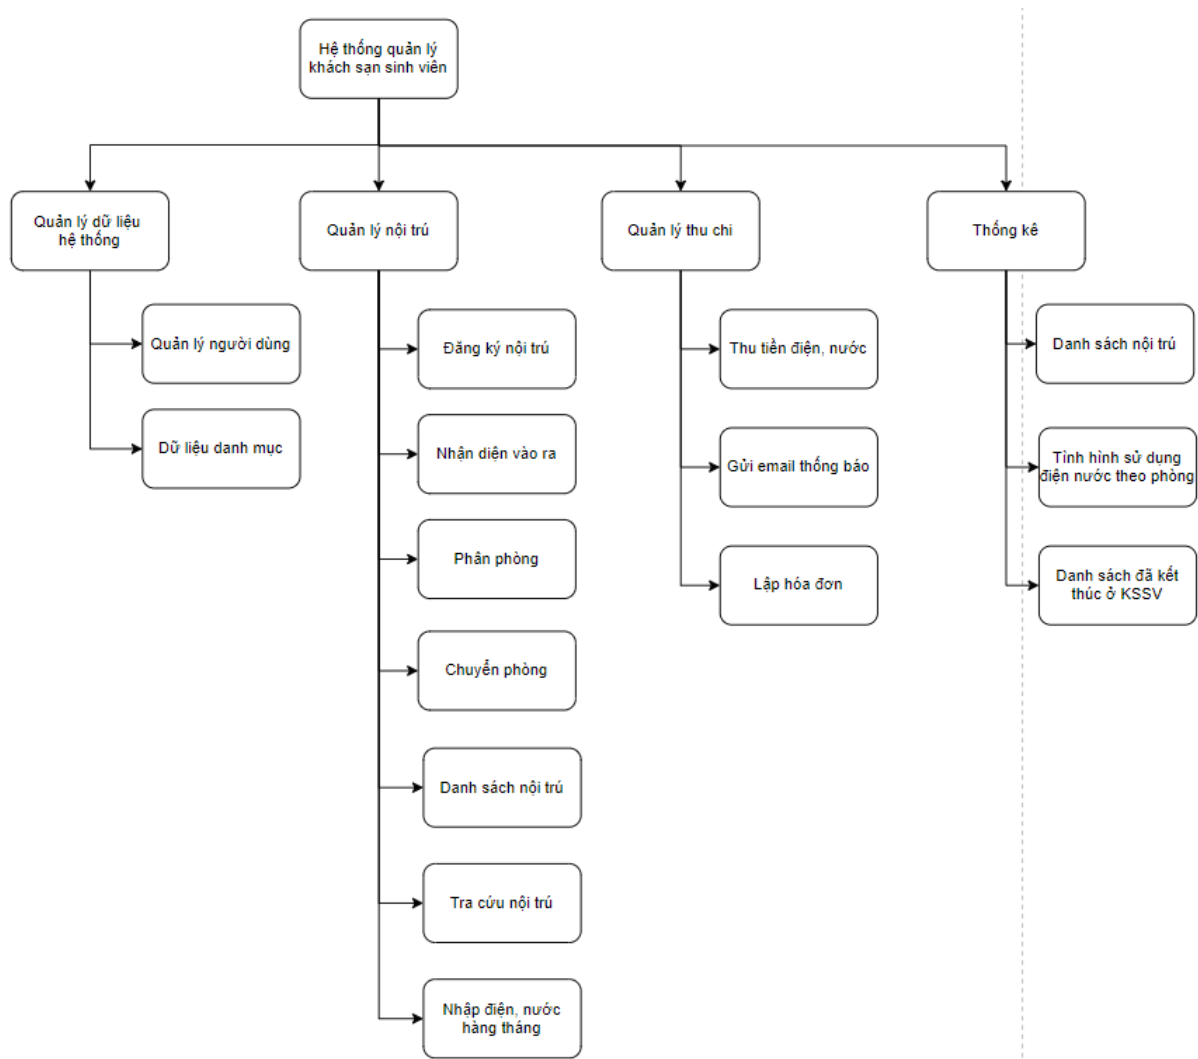 Hệ thống quản lý
khách sạn sinh viên
Quản lý dữ liệu
hệ thống
Quản lý nội trú
Quản lý thu chi
Thống kê
Quản lý người dùng
Dữ liệu danh mục
Đăng ký nội trú
Nhận diện vào ra
Phân phòng
Chuyển phòng
Danh sách nội trú
Tra cứu nội trú
Nhập điện, nước
hàng tháng
Thu tiền điện, nước
Gửi email thống báo
Lập hóa đơn
Danh sách nội trú
Tình hình sử dụng
điện nước theo phòng
Danh sách đã kết
thúc ở KSSV